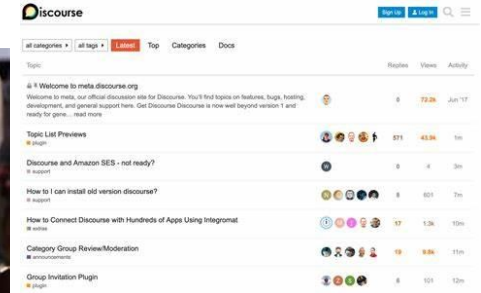 Discourse
Sign Up Log In
all categories all tags Latest Top Categories Docs
Topic Replies Views Activity
Welcome to meta.discourse.org
Welcome to meta, our official discussion site for Discourse. You'll find topics on features, bugs, hosting,
development, and general support here. Get Discourse Discourse is now well beyond version 1 and
ready for gene... read more
72.2k Jun '17
Topic List Previews
571 43.9k 1m
plugin
Discourse and Amazon SES - not ready?
W 3m
support
How to I can install old version discourse?
7m
support
How to Connect Discourse with Hundreds of Apps Using Integromat
17 1.3k 10m
extras
Category Group Review/Moderation
11m
announcements
Group Invitation Plugin
101 12m
plugin